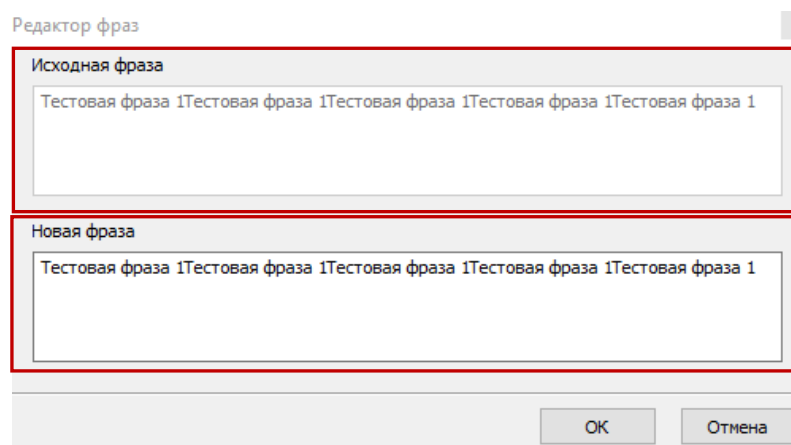 Редактор фраз
Исходная фраза
Тестовая фраза 1Тестовая фраза 1Тестовая фраза 1Тестовая фраза 1Тестовая фраза 1
Новая фраза
Тестовая фраза 1Тестовая фраза 1Тестовая фраза 1Тестовая фраза 1Тестовая фраза 1
ОК Отмена